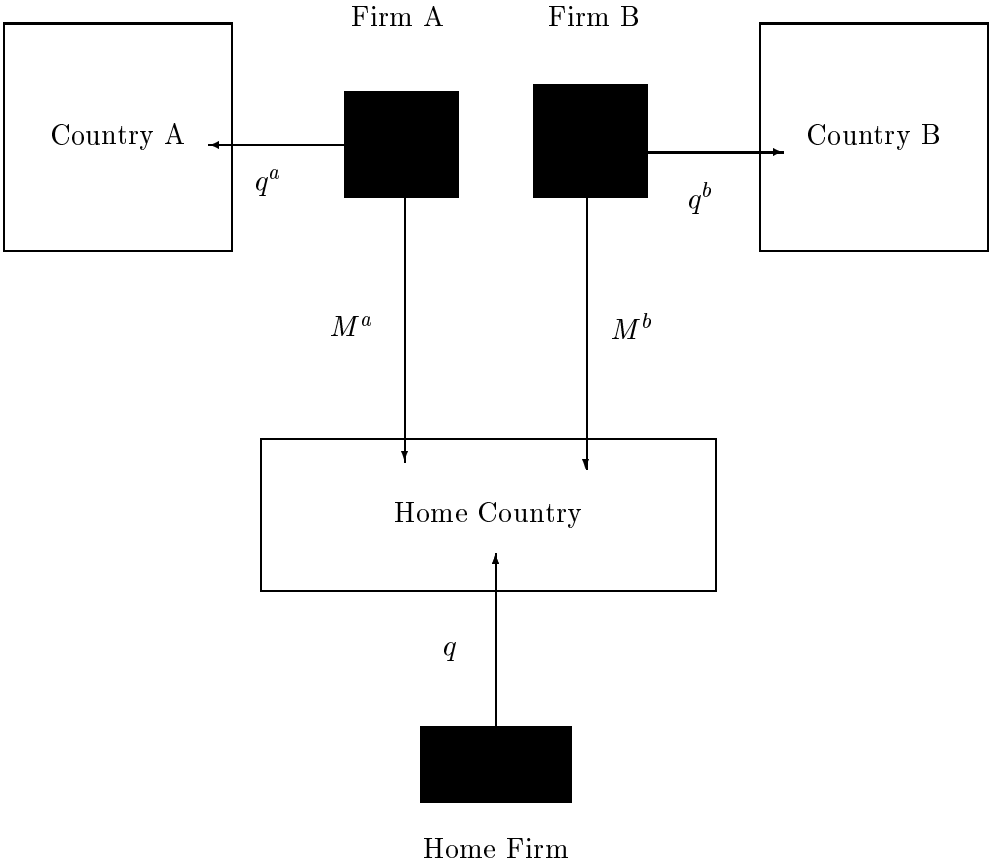 Firm A
Firm B
Country A
Country B
q^a
q^b
M^a
M^b
Home Country
q
Home Firm